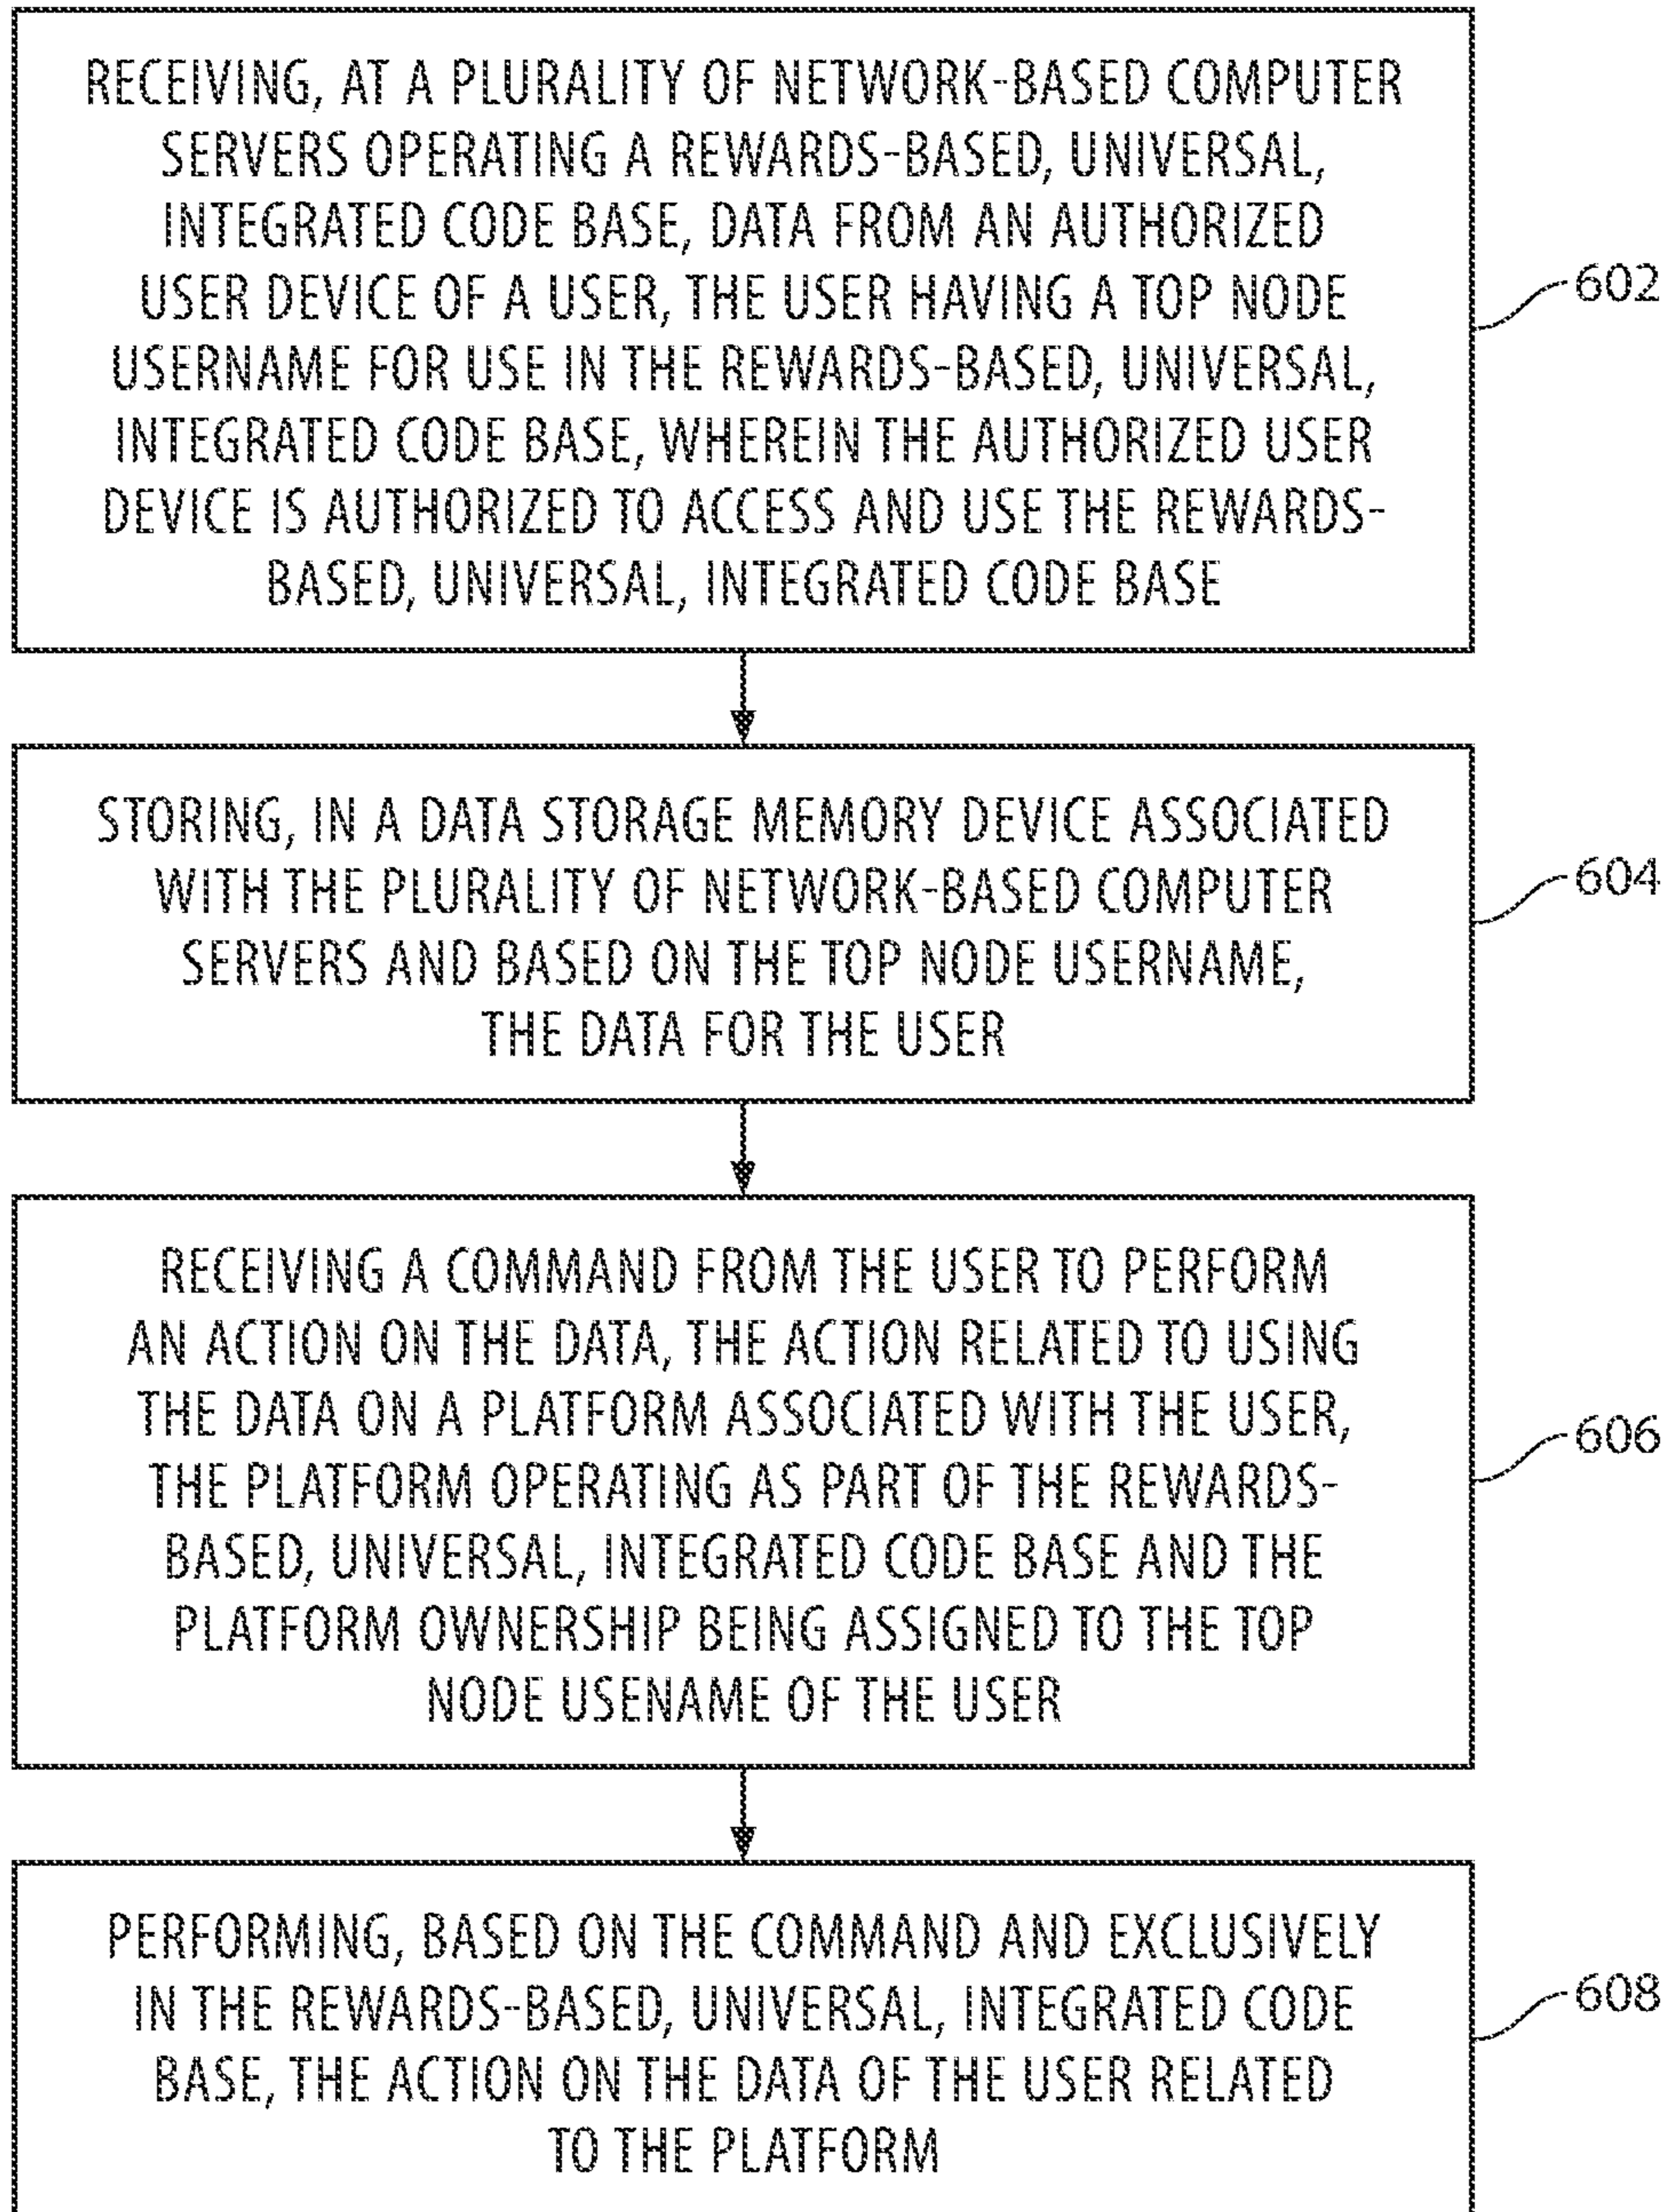 RECEIVING, AT A PLURALITY OF NETWORK-BASED COMPUTER
SERVERS OPERATING A REWARDS-BASED, UNIVERSAL,
INTEGRATED CODE BASE, DATA FROM AN AUTHORIZED
USER DEVICE OF A USER, THE USER HAVING A TOP NODE
USERNAME FOR USE IN THE REWARDS-BASED, UNIVERSAL,
INTEGRATED CODE BASE, WHEREIN THE AUTHORIZED USER
DEVICE IS AUTHORIZED TO ACCESS AND USE THE REWARDS-
BASED, UNIVERSAL, INTEGRATED CODE BASE
602
STORING, IN A DATA STORAGE MEMORY DEVICE ASSOCIATED
WITH THE PLURALITY OF NETWORK-BASED COMPUTER
SERVERS AND BASED ON THE TOP NODE USERNAME,
THE DATA FOR THE USER
604
RECEIVING A COMMAND FROM THE USER TO PERFORM
AN ACTION ON THE DATA, THE ACTION RELATED TO USING
THE DATA ON A PLATFORM ASSOCIATED WITH THE USER,
THE PLATFORM OPERATING AS PART OF THE REWARDS-
BASED, UNIVERSAL, INTEGRATED CODE BASE AND THE
PLATFORM OWNERSHIP BEING ASSIGNED TO THE TOP
NODE USENAME OF THE USER
606
PERFORMING, BASED ON THE COMMAND AND EXCLUSIVELY
IN THE REWARDS-BASED, UNIVERSAL, INTEGRATED CODE
BASE, THE ACTION ON THE DATA OF THE USER RELATED
TO THE PLATFORM
608